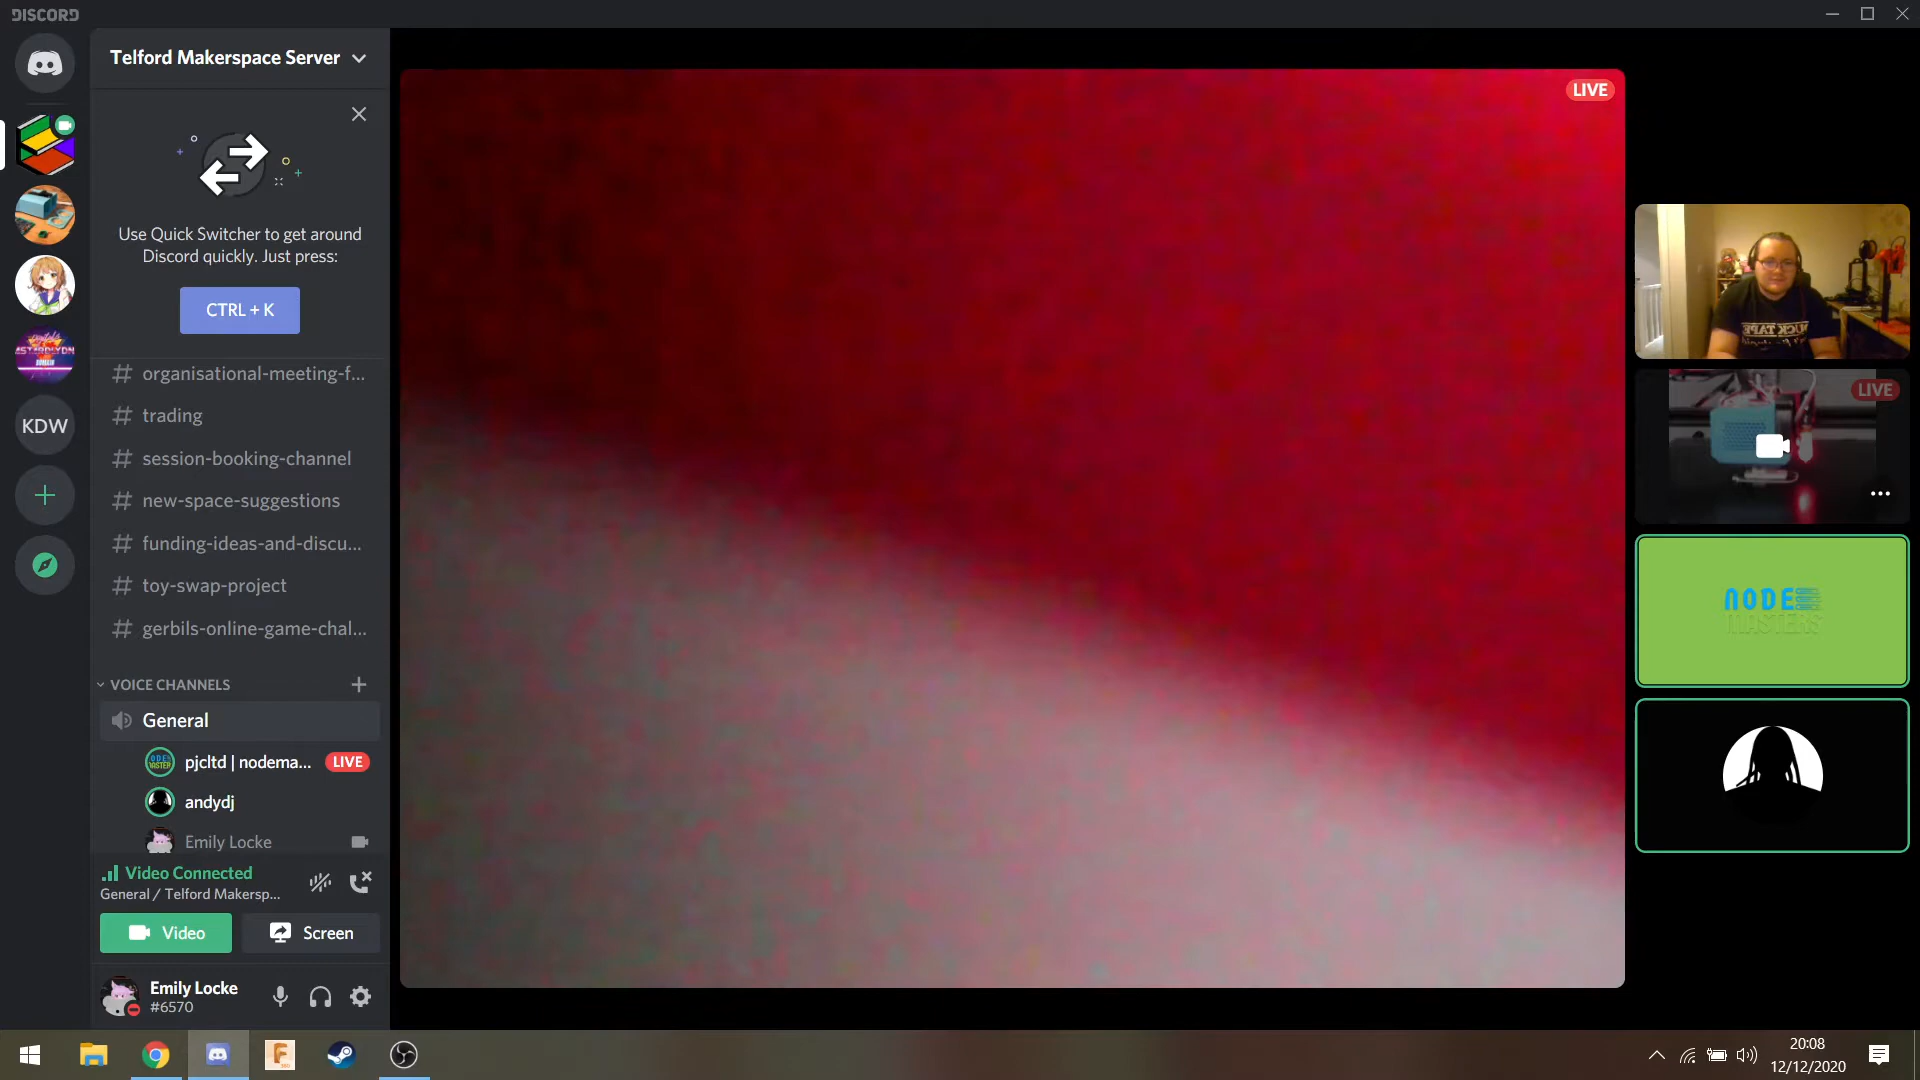 DISCORD
Telford Makerspace Server
Use Quick Switcher to get around
Discord quickly. Just press:
CTRL + K
organisational-meeting-f...
trading
session-booking-channel
new-space-suggestions
funding-ideas-and-discu...
toy-swap-project
gerbils-online-game-chal...
VOICE CHANNELS
General
pjcltd | nodema... LIVE
andydj
Emily Locke
Video Connected
General / Telford Makersp...
Video
Screen
Emily Locke
#6570
KDW
LIVE
LIVE
NODE
MASTERS
20:08
12/12/2020